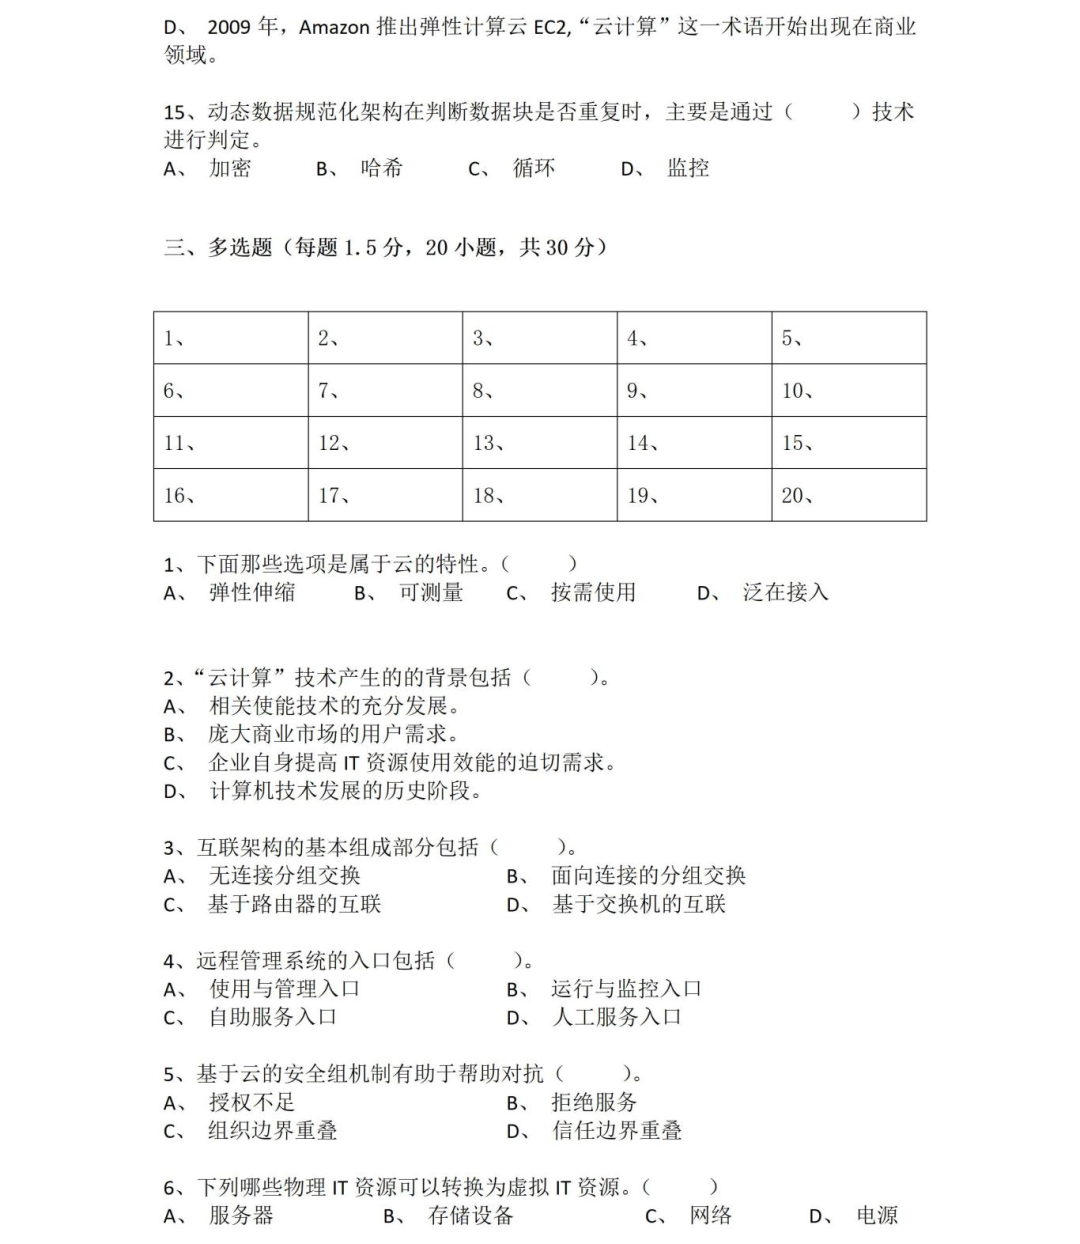 D、 2009 年，Amazon 推出弹性计算云 EC2,“云计算”这一术语开始出现在商业
领域。
15、动态数据规范化架构在判断数据块是否重复时，主要是通过（　　）技术
进行判定。
A、 加密 B、 哈希 C、 循环 D、 监控
三、多选题（每题 1.5 分，20 小题，共 30 分）
1、 2、 3、 4、 5、
6、 7、 8、 9、 10、
11、 12、 13、 14、 15、
16、 17、 18、 19、 20、
1、下面那些选项是属于云的特性。（　　）
A、 弹性伸缩 B、 可测量 C、 按需使用 D、 泛在接入
2、“云计算”技术产生的的背景包括（　　）。
A、 相关使能技术的充分发展。
B、 庞大商业市场的用户需求。
C、 企业自身提高 IT 资源使用效能的迫切需求。
D、 计算机技术发展的历史阶段。
3、互联架构的基本组成部分包括（　　）。
A、 无连接分组交换 B、 面向连接的分组交换
C、 基于路由器的互联 D、 基于交换机的互联
4、远程管理系统的入口包括（　　）。
A、 使用与管理入口 B、 运行与监控入口
C、 自助服务入口 D、 人工服务入口
5、基于云的安全组机制有助于帮助对抗（　　）。
A、 授权不足 B、 拒绝服务
C、 组织边界重叠 D、 信任边界重叠
6、下列哪些物理 IT 资源可以转换为虚拟 IT 资源。（　　）
A、 服务器 B、 存储设备 C、 网络 D、 电源